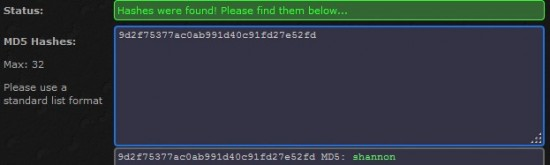 Status:
Hashes were found! Please find them below...
MD5 Hashes:
9d2f75377ac0ab991d40c91fd27e52fd
Max: 32
Please use a
standard list format
9d2f75377ac0ab991d40c91fd27e52fd MD5: shannon